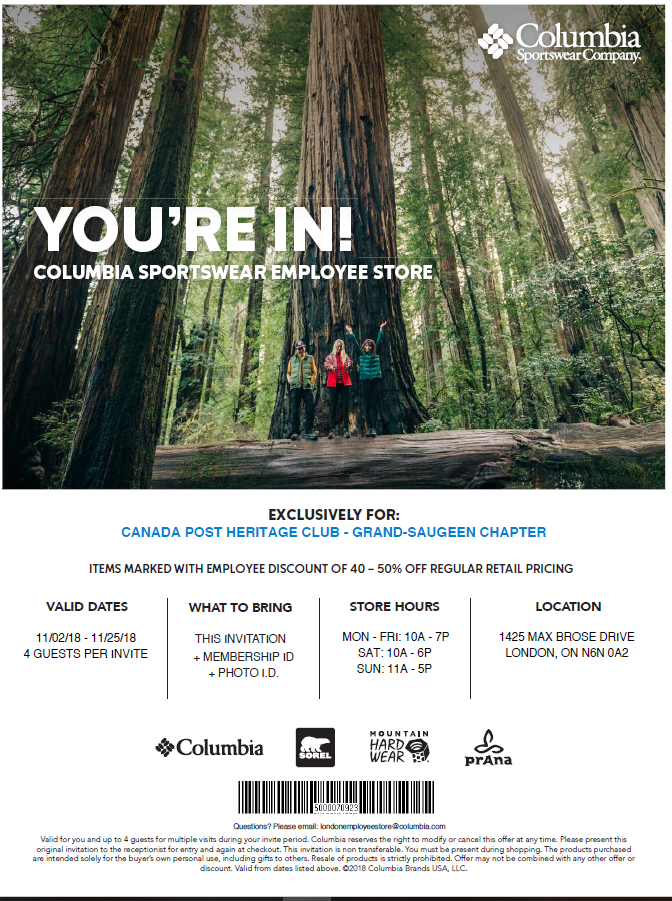 Columbia
Sportswear Company.
YOU'RE IN!
COLUMBIA SPORTSWEAR EMPLOYEE STORE
EXCLUSIVELY FOR:
CANADA POST HERITAGE CLUB - GRAND-SAUGEEN CHAPTER
ITEMS MARKED WITH EMPLOYEE DISCOUNT OF 40 – 50% OFF REGULAR RETAIL PRICING
VALID DATES
11/02/18 - 11/25/18
4 GUESTS PER INVITE
WHAT TO BRING
THIS INVITATION
+ MEMBERSHIP ID
+ PHOTO I.D.
STORE HOURS
MON - FRI: 10A - 7P
SAT: 10A - 6P
SUN: 11A - 5P
LOCATION
1425 MAX BROSE DRIVE
LONDON, ON N6N 0A2
Columbia
SOREL
MOUNTAIN
HARD
WEAR
prAna
5000070923
Questions? Please email: londonemployeestore@columbia.com
Valid for you and up to 4 guests for multiple visits during your invite period. Columbia reserves the right to modify or cancel this offer at any time. Please present this
original invitation to the receptionist for entry and again at checkout. This invitation is non transferable. You must be present during shopping. The products purchased
are intended solely for the buyer's own personal use, including gifts to others. Resale of products is strictly prohibited. Offer may not be combined with any other offer or
discount. Valid from dates listed above. ©2018 Columbia Brands USA, LLC.